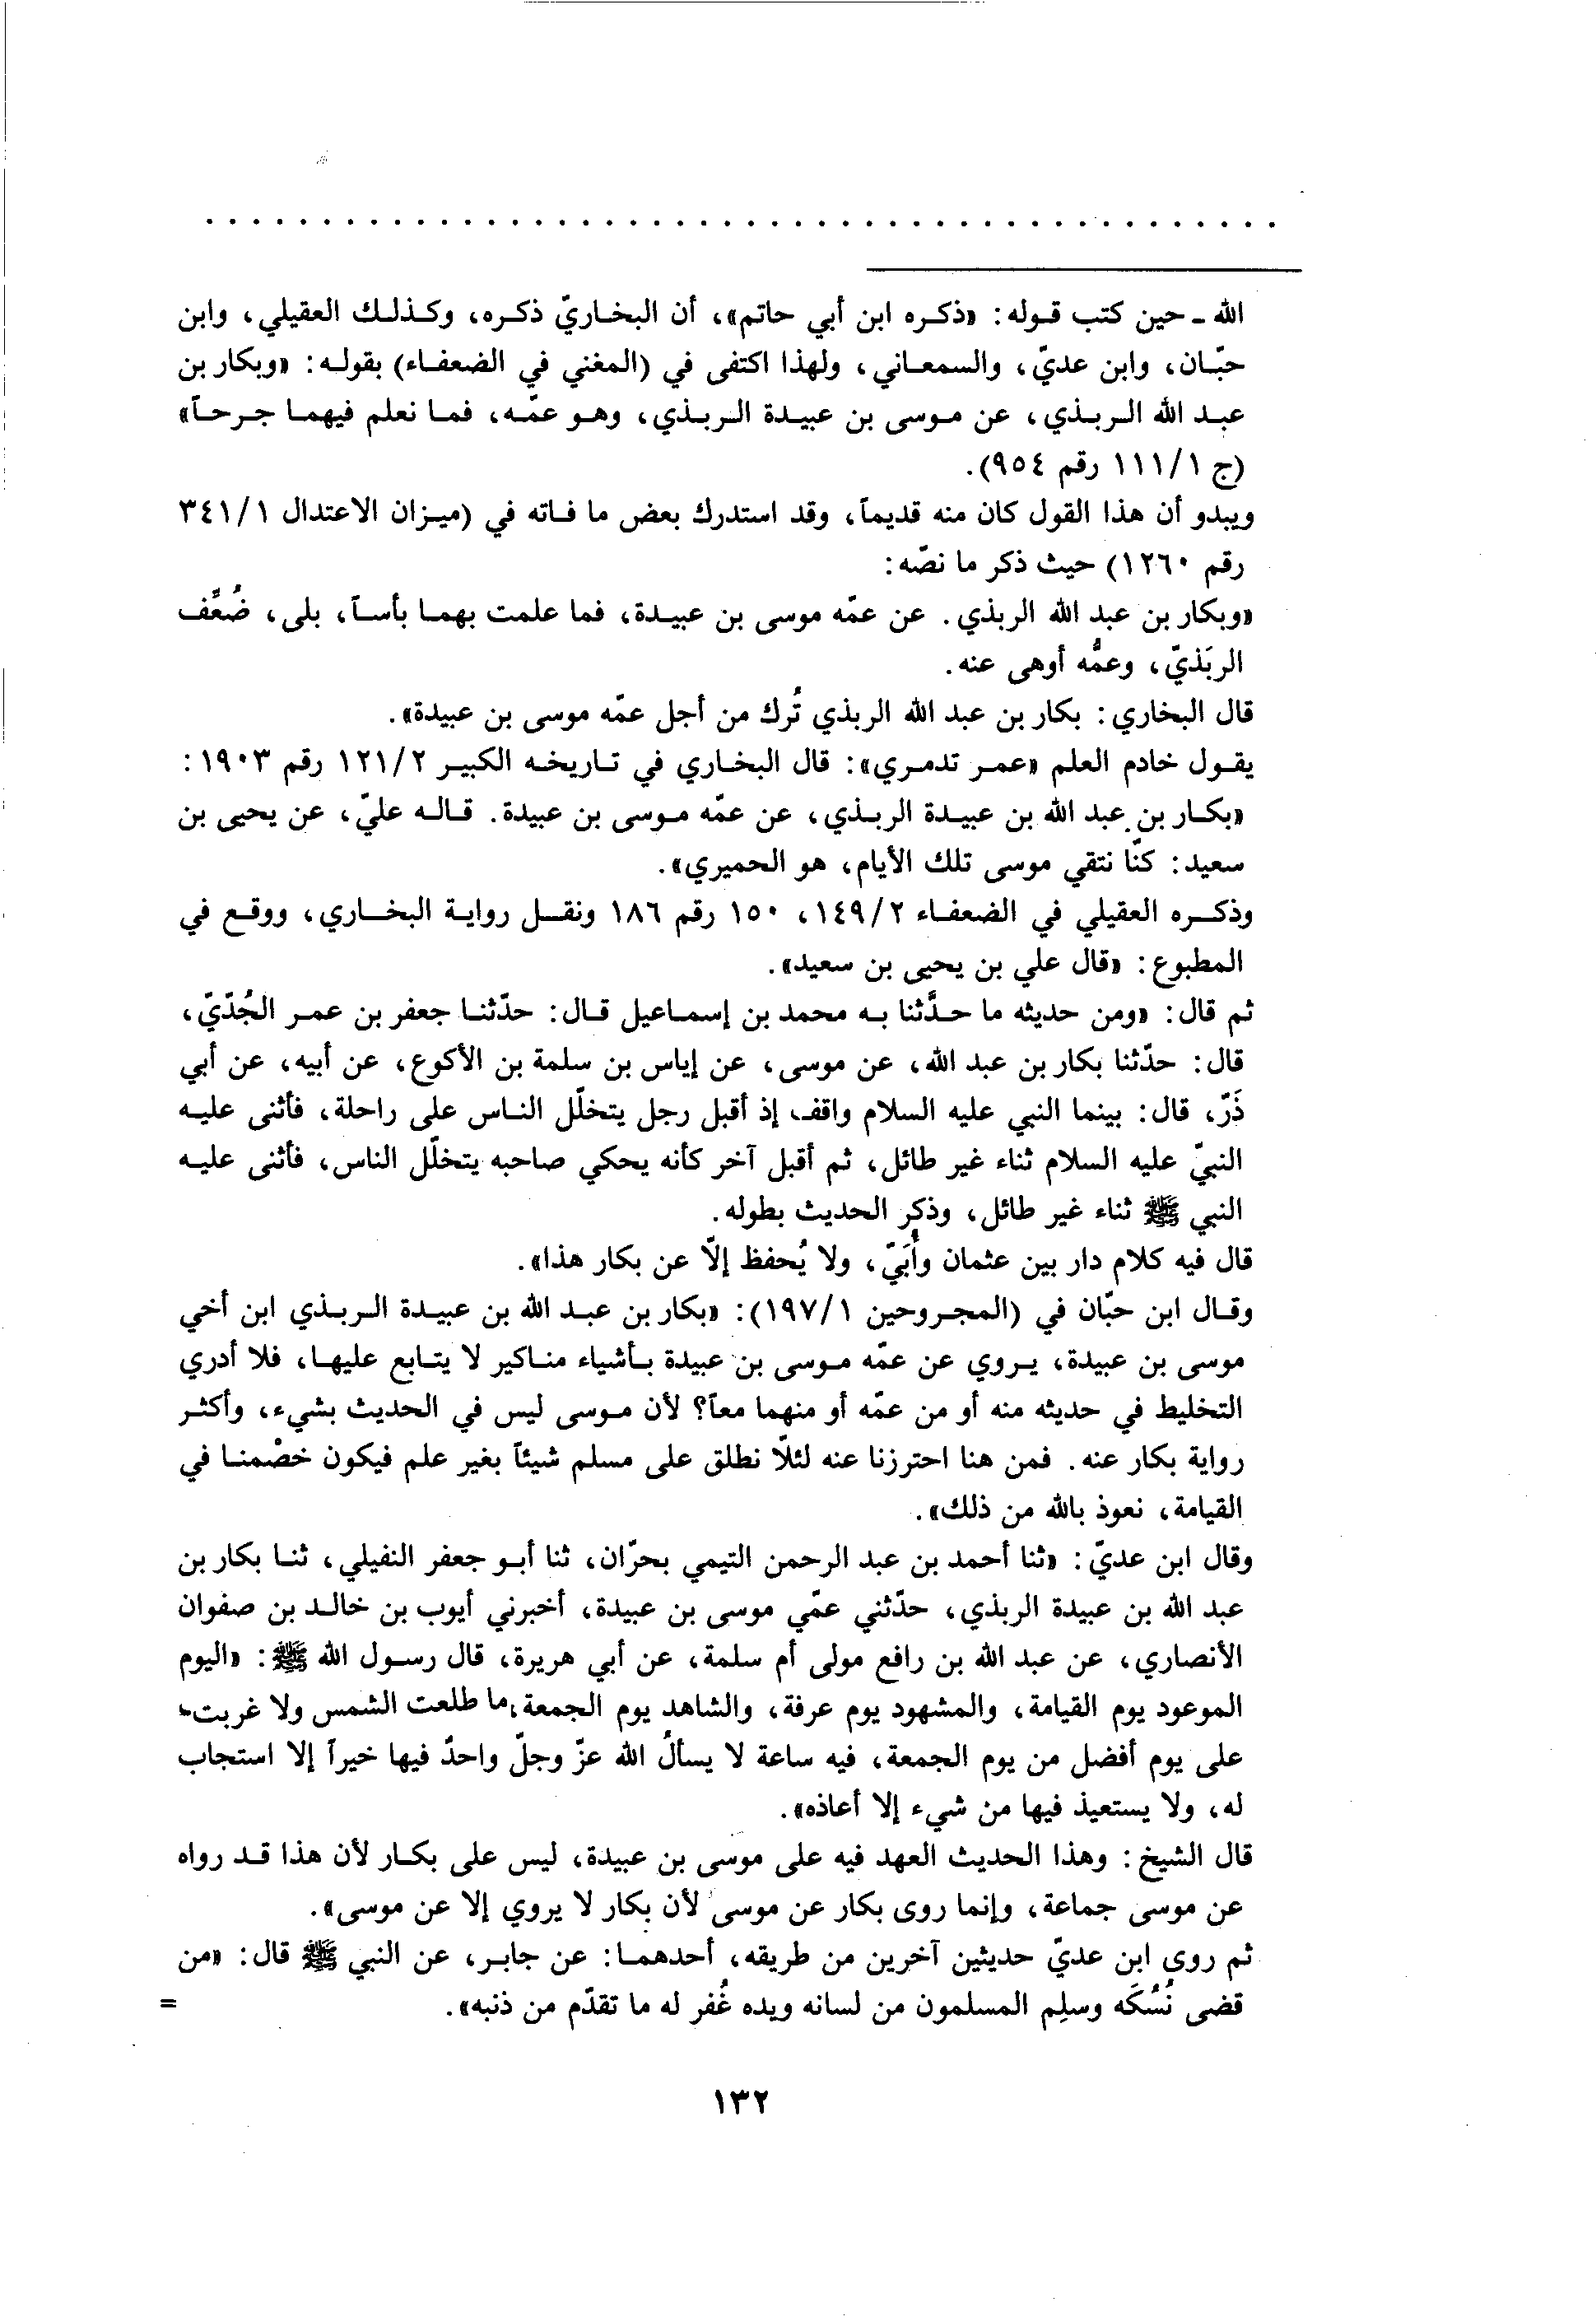 الله ـ حين كتب قوله: «ذكره ابن أبي حاتم»، أن البخاريّ ذكره، وكذلك العقيلي، وابن
حبّان، وابن عديّ، والسمعاني، ولهذا اكتفى في (المغني في الضعفاء) بقوله: «وبكار بن
عبد الله الربذي، عن موسى بن عبيدة الربذي، وهو عمّه، فما نعلم فيهما جرحاً»
(ج ١/١١١ رقم ٩٥٤).
ويبدو أن هذا القول كان منه قديماً، وقد استدرك بعض ما فاته في (ميزان الاعتدال ٣٤١/١
رقم ١٢٦٠) حيث ذكر ما نصّه:
«وبكار بن عبد الله الربذي. عن عمّه موسى بن عبيدة، فما علمت بهما بأساً، بلى، ضُعِّف
الربَذيّ، وعمُّه أوهى عنه.
قال البخاري: بكار بن عبد الله الربذي تُرك من أجل عمّه موسى بن عبيدة».
يقول خادم العلم «عمر تدمري»: قال البخاري في تاريخه الكبير ١٢١/٢ رقم ١٩٠٣:
«بكار بن عبد الله بن عبيدة الربذي، عن عمّه موسى بن عبيدة. قاله عليّ، عن يحيى بن
سعيد: كنّا نتقي موسى تلك الأيام، هو الحميري».
وذكره العقيلي في الضعفاء ١٤٩/٢، ١٥٠ رقم ١٨٦ ونقل رواية البخاري، ووقع في
المطبوع: «قال علي بن يحيى بن سعيد».
ثم قال: «ومن حديثه ما حدَّثنا به محمد بن إسماعيل قال: حدّثنا جعفر بن عمر الجُدّيّ،
قال: حدّثنا بكار بن عبد الله، عن موسى، عن إياس بن سلمة بن الأكوع، عن أبيه، عن أبي
ذَرّ، قال: بينما النبي عليه السلام واقف إذ أقبل رجل يتخلّل الناس على راحلة، فأثنى عليه
النبيّ عليه السلام ثناء غير طائل، ثم أقبل آخر كأنه يحكي صاحبه يتخلّل الناس، فأثنى عليه
النبي ﷺ ثناء غير طائل، وذكر الحديث بطوله.
قال فيه كلام دار بين عثمان وأُبَيّ، ولا يُحفظ إلّا عن بكار هذا».
وقال ابن حبّان في (المجروحين ١٩٧/١): «بكار بن عبد الله بن عبيدة الربذي ابن أخي
موسى بن عبيدة، يروي عن عمّه موسى بن عبيدة بأشياء مناكير لا يتابع عليها، فلا أدري
التخليط في حديثه منه أو من عمّه أو منهما معاً؟ لأن موسى ليس في الحديث بشيء، وأكثر
رواية بكار عنه. فمن هنا احترزنا عنه لئلّا نطلق على مسلم شيئاً بغير علم فيكون خصْمنا في
القيامة، نعوذ بالله من ذلك».
وقال ابن عديّ: «ثنا أحمد بن عبد الرحمن التيمي بحرّان، ثنا أبو جعفر النفيلي، ثنا بكار بن
عبد الله بن عبيدة الربذي، حدّثني عمّي موسى بن عبيدة، أخبرني أيوب بن خالد بن صفوان
الأنصاري، عن عبد الله بن رافع مولى أم سلمة، عن أبي هريرة، قال رسول الله ﷺ: «اليوم
الموعود يوم القيامة، والمشهود يوم عرفة، والشاهد يوم الجمعة، ما طلعت الشمس ولا غربت
على يوم أفضل من يوم الجمعة، فيه ساعة لا يسألُ الله عزّ وجلّ واحدٌ فيها خيراً إلا استجاب
له، ولا يستعيذ فيها من شيء إلا أعاذه».
قال الشيخ: وهذا الحديث العهد فيه على موسى بن عبيدة، ليس على بكار لأن هذا قد رواه
عن موسى جماعة، وإنما روى بكار عن موسى لأن بكار لا يروي إلا عن موسى».
ثم روى ابن عديّ حديثين آخرين من طريقه، أحدهما: عن جابر، عن النبي ﷺ قال: «من
قضى نُسُكَه وسلِم المسلمون من لسانه ويده غُفر له ما تقدّم من ذنبه».
=
١٣٢